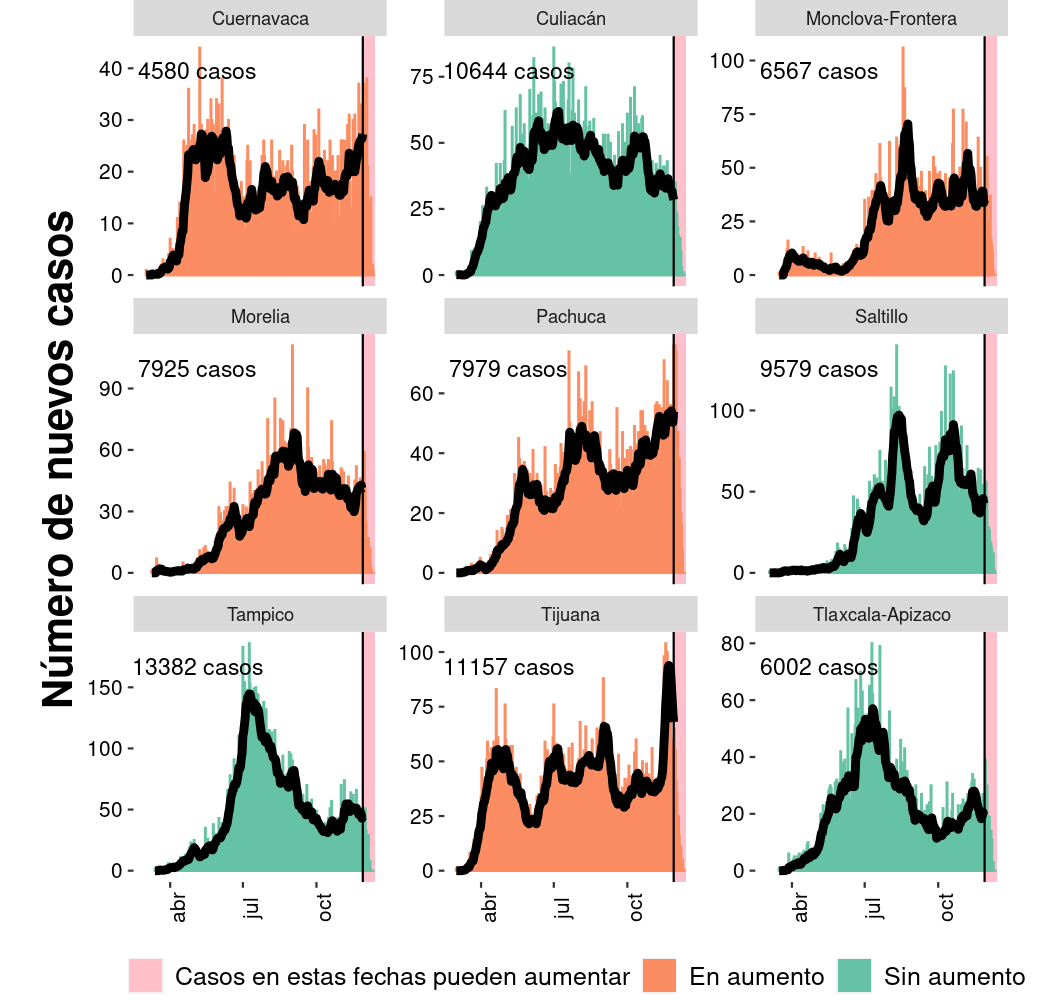 Cuernavaca
Culiacán
Monclova-Frontera
4580 casos
10644 casos
6567 casos
40
30
20
10
0
75
50
25
0
100
75
50
25
0
Morelia
Pachuca
Saltillo
7925 casos
7979 casos
9579 casos
90
60
30
0
60
40
20
0
100
50
0
Tampico
Tijuana
Tlaxcala-Apizaco
13382 casos
11157 casos
6002 casos
150
100
50
0
100
75
50
25
0
80
60
40
20
0
abr
jul
oct
abr
jul
oct
abr
jul
oct
Número de nuevos casos
Casos en estas fechas pueden aumentar
En aumento
Sin aumento